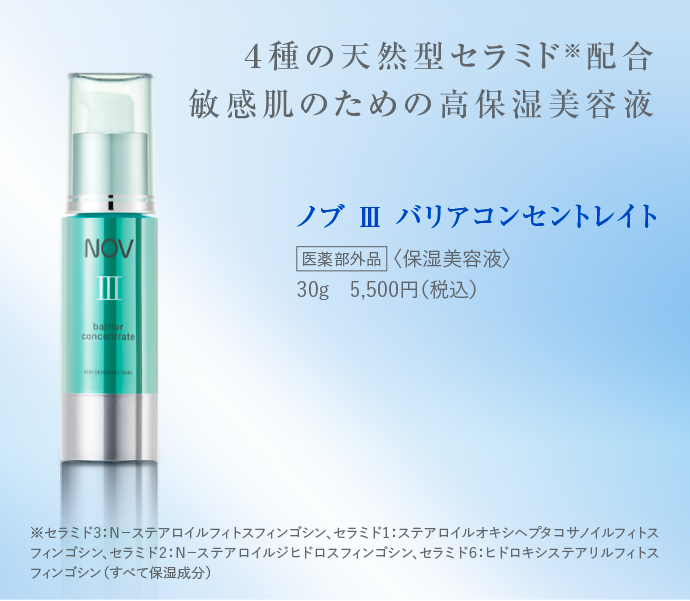 4種の天然型セラミド※配合
敏感肌のための高保湿美容液
ノブ Ⅲ バリアコンセントレイト
医薬部外品〈保湿美容液〉
30g 5,500円(税込)
NOV
III
barrier
concentrate
FOR SENSITIVE SKIN
※セラミド3:N－ステアロイルフィトスフィンゴシン、セラミド1:ステアロイルオキシヘプタコサノイルフィトス
フィンゴシン、セラミド2:N－ステアロイルジヒドロスフィンゴシン、セラミド6:ヒドロキシステアリルフィトス
フィンゴシン(すべて保湿成分)